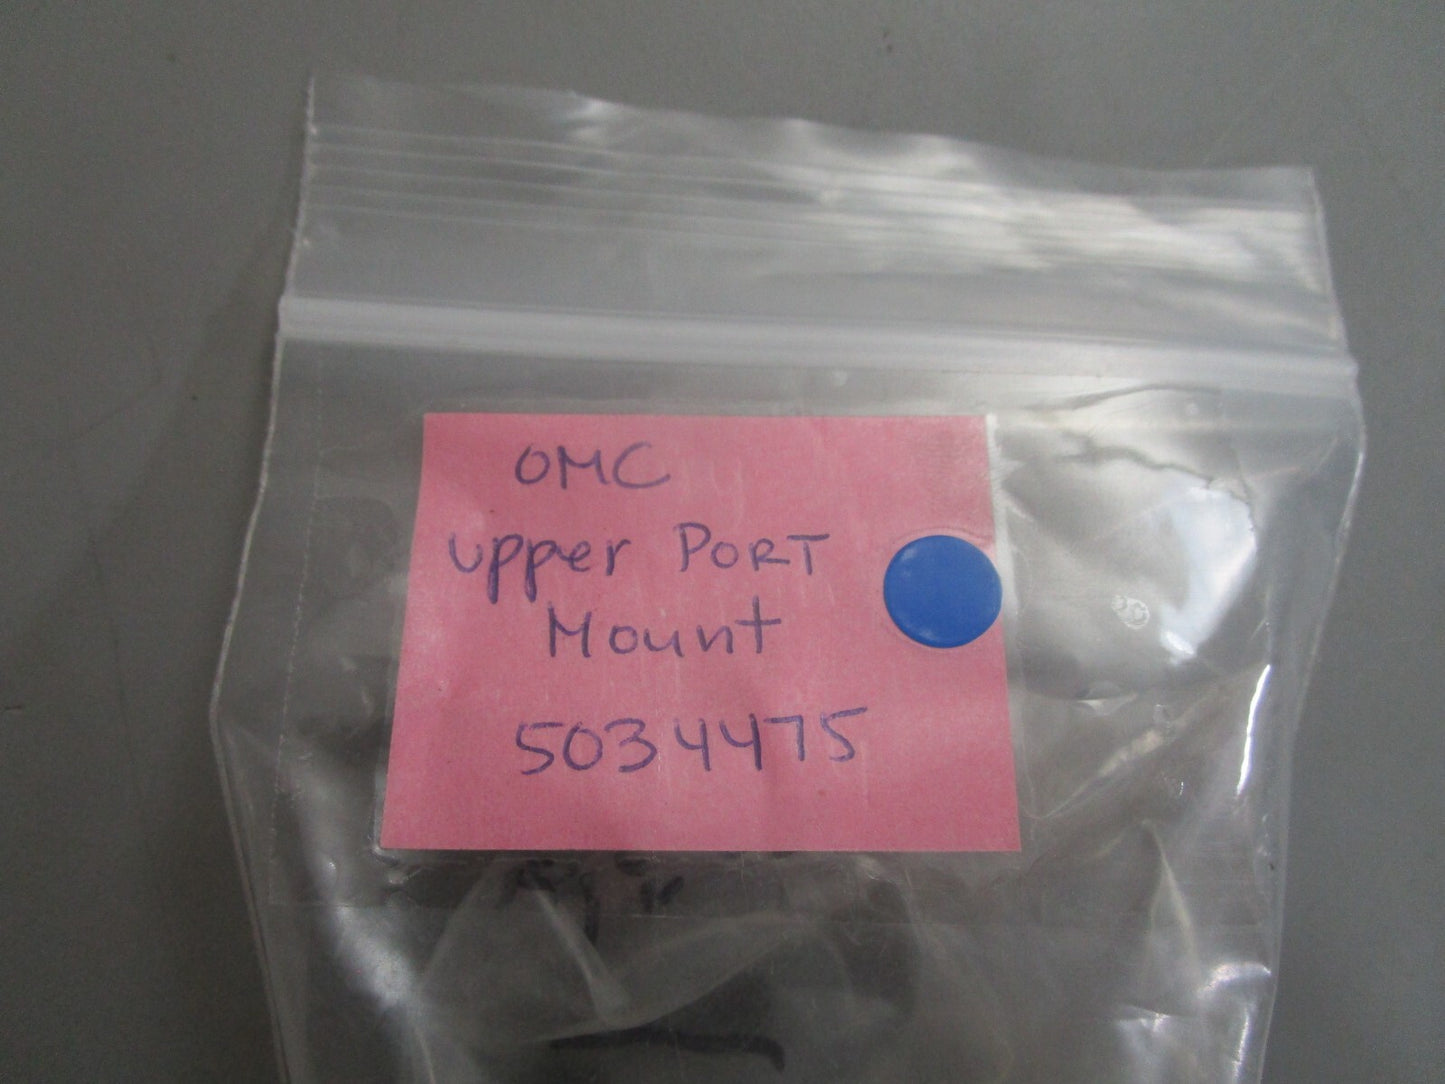 OMC
upper PORT
Mount
5034475